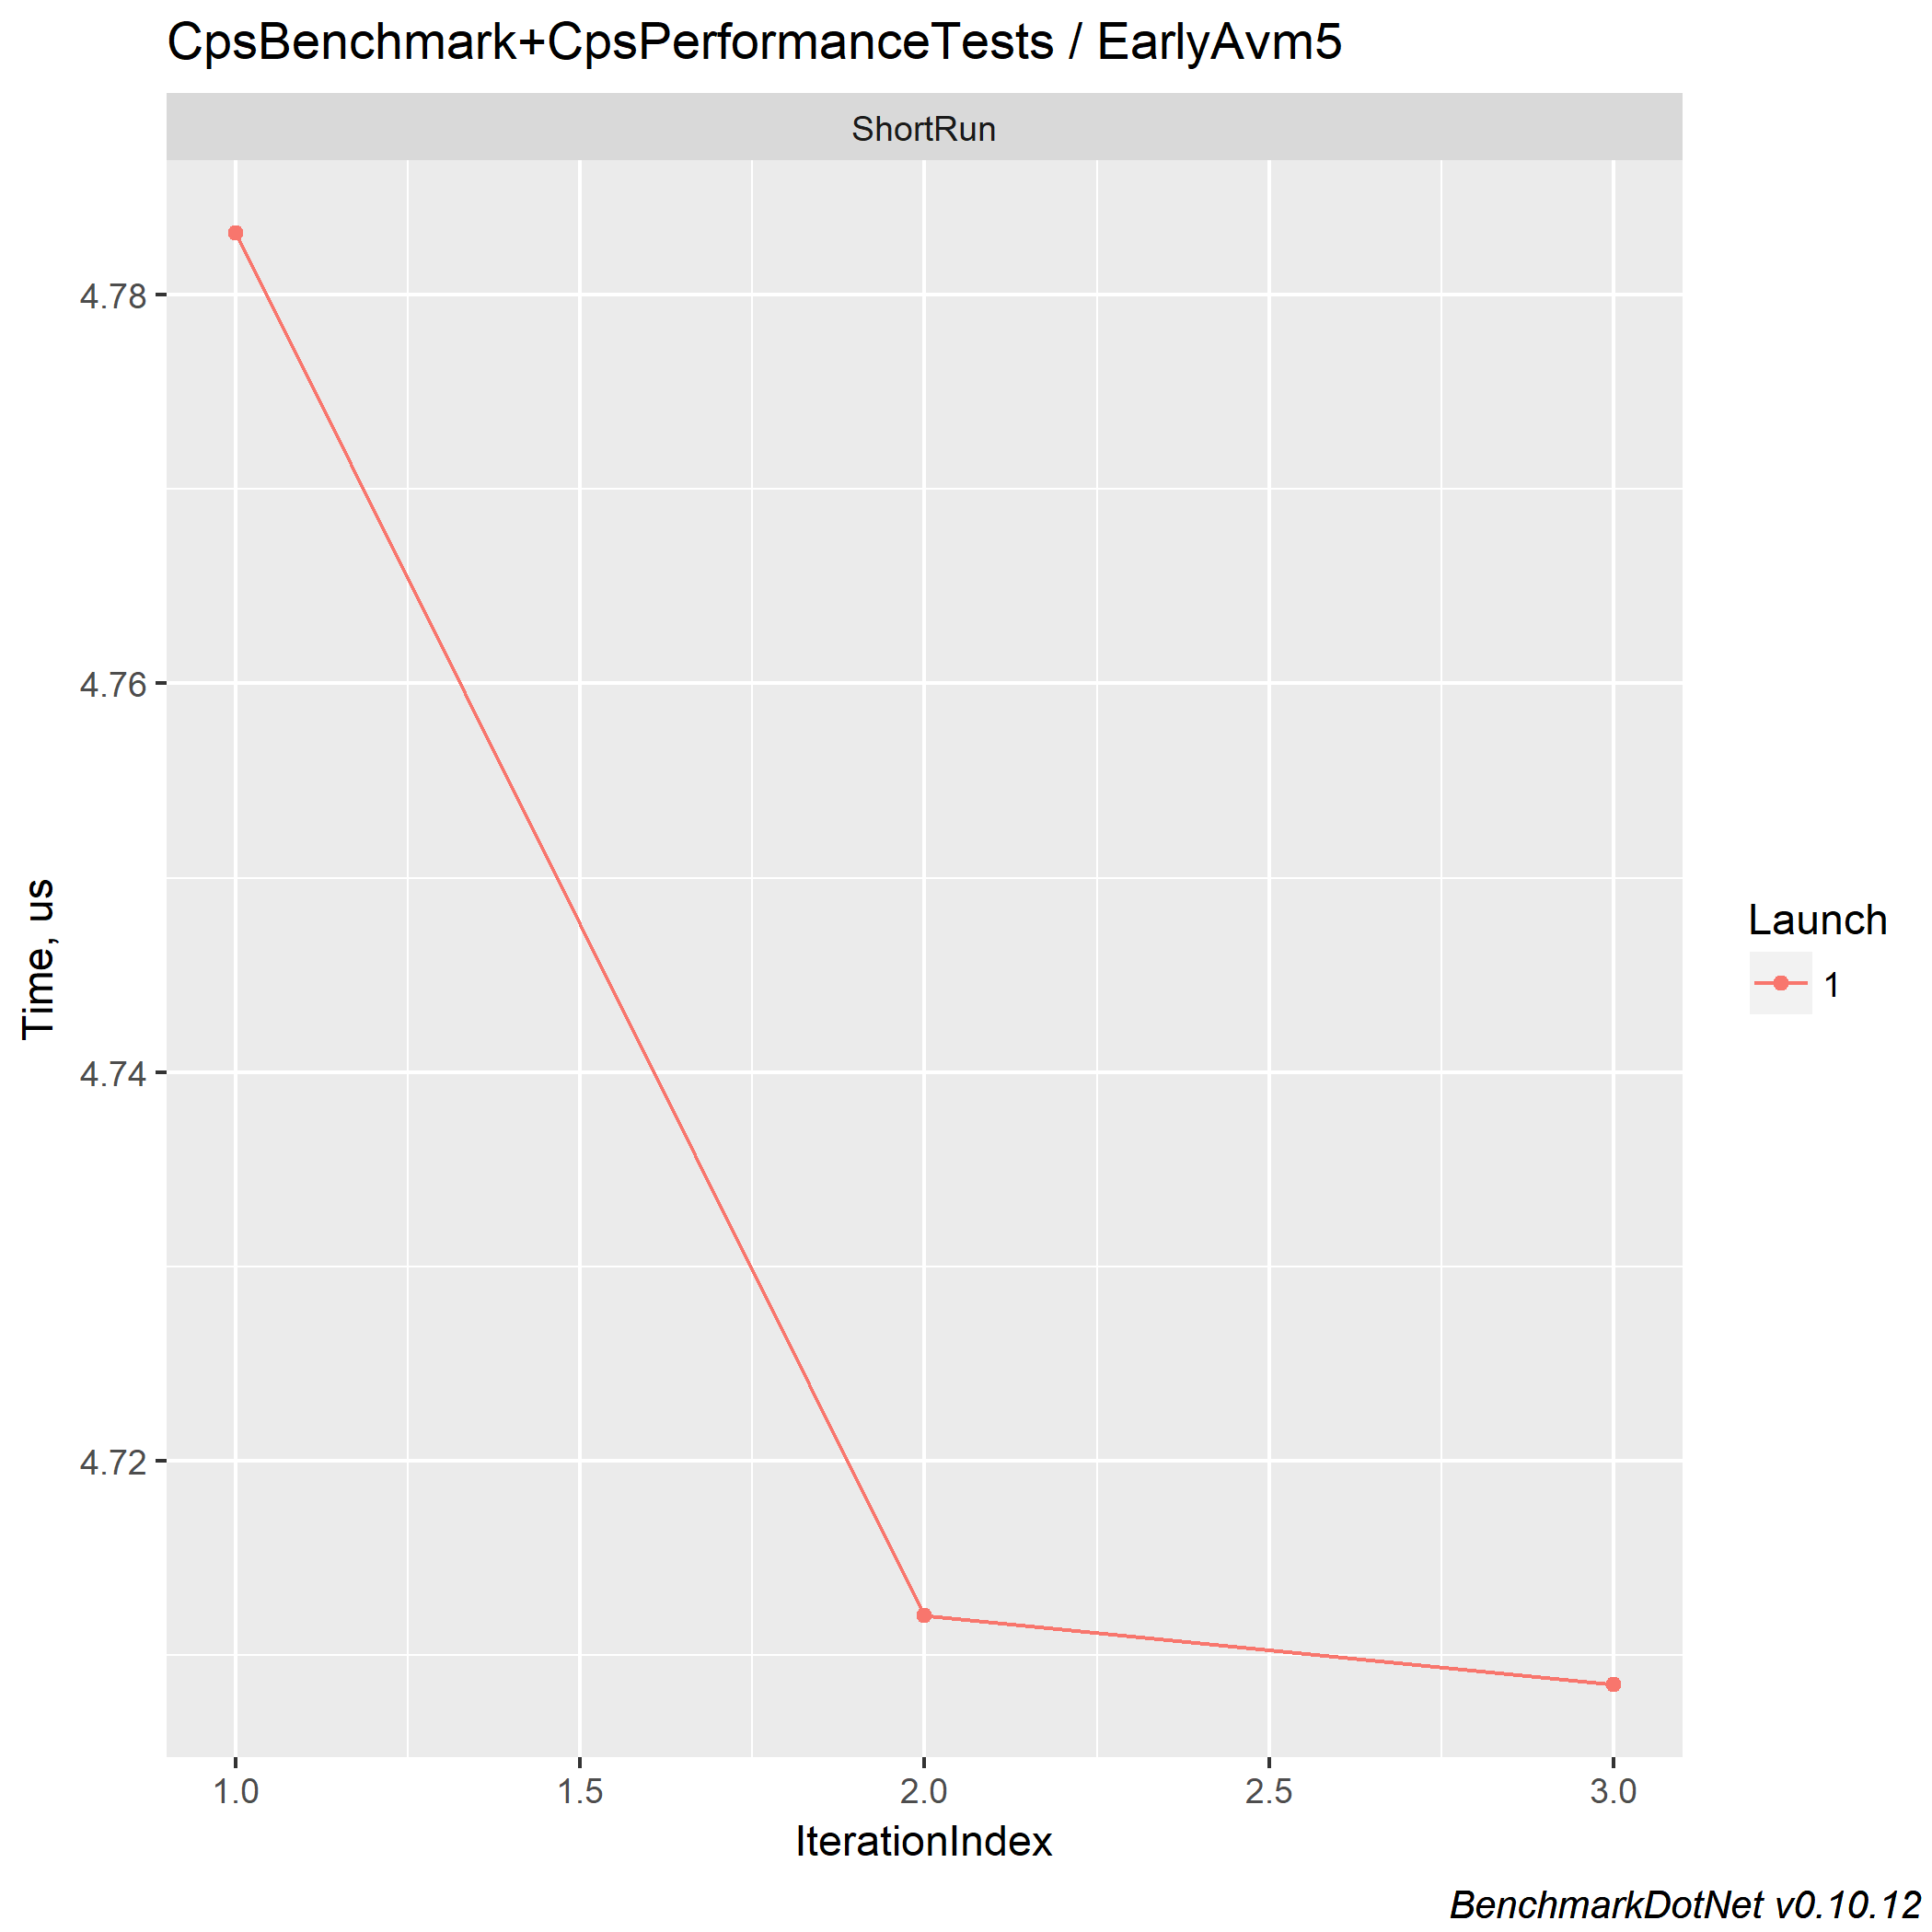 CpsBenchmark+CpsPerformanceTests / EarlyAvm5
ShortRun
4.78
4.76
4.74
4.72
Time, us
1.0 1.5 2.0 2.5 3.0
IterationIndex
Launch
1
BenchmarkDotNet v0.10.12